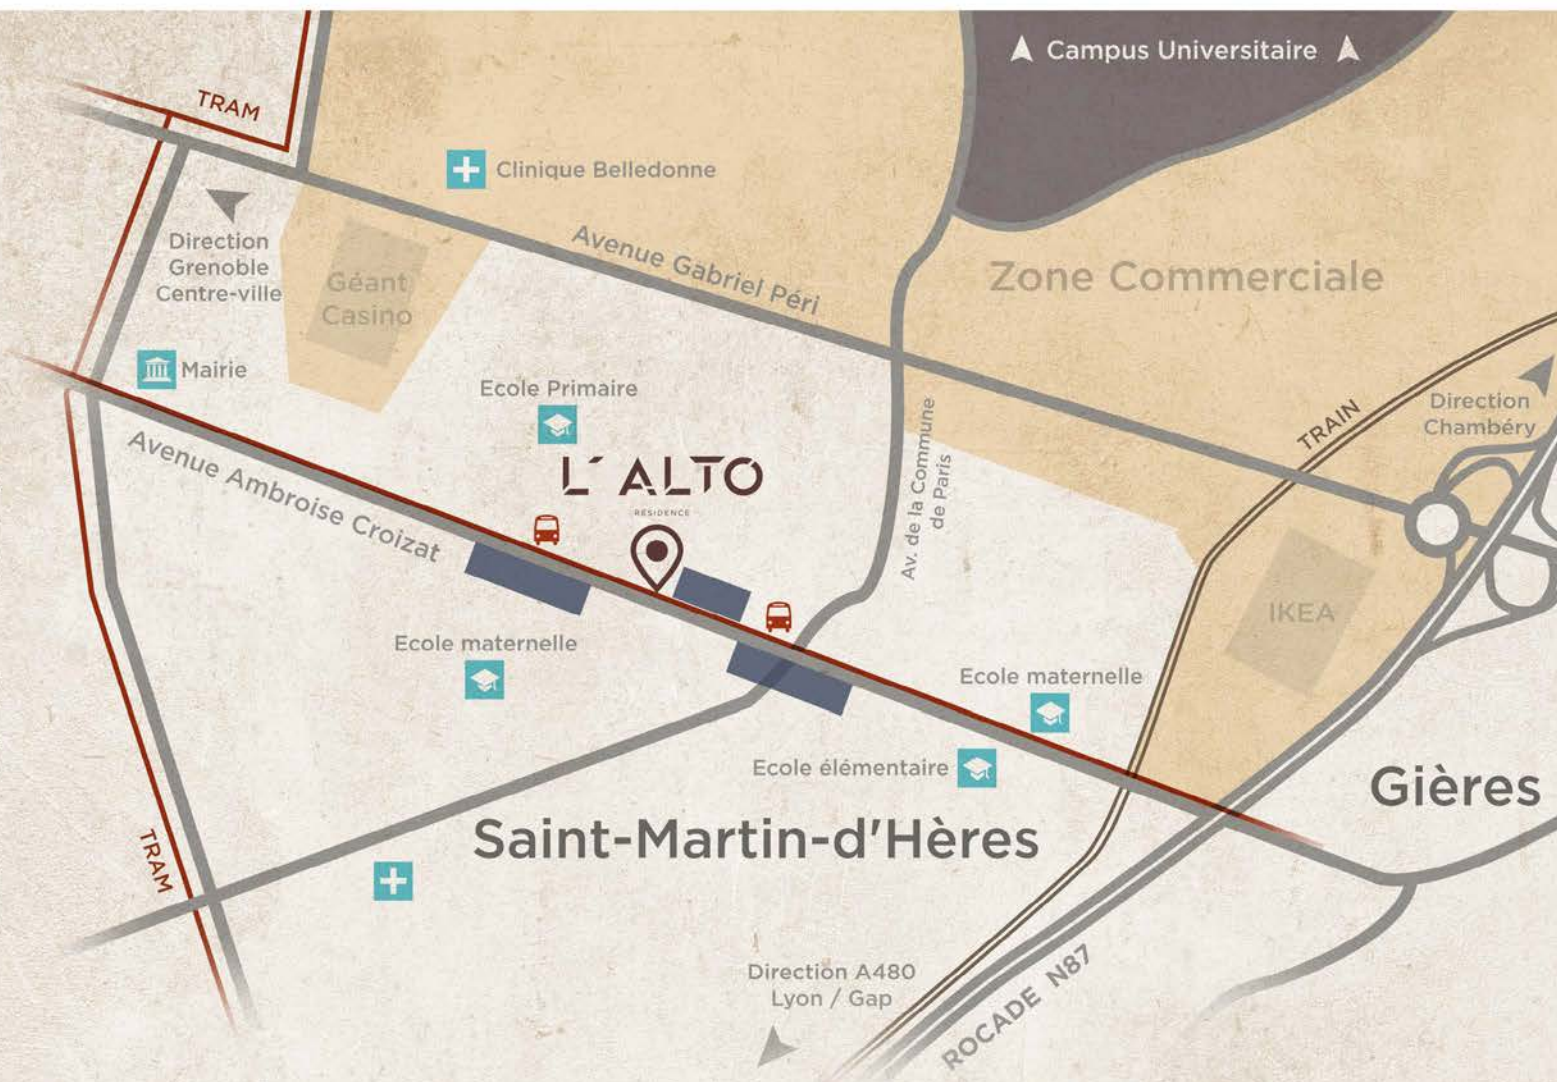 Campus Universitaire
TRAM
Clinique Belledonne
Direction
Grenoble
Centre-ville
Géant
Casino
Avenue Gabriel Péri
Zone Commerciale
Mairie
Ecole Primaire
Avenue Ambroise Croizat
L' ALTO
RÉSIDENCE
Av. de la Commune
de Paris
TRAIN
Direction
Chambéry
IKEA
Ecole maternelle
Ecole maternelle
Ecole élémentaire
Gières
Saint-Martin-d'Hères
TRAM
Direction A480
Lyon / Gap
ROCADE N87